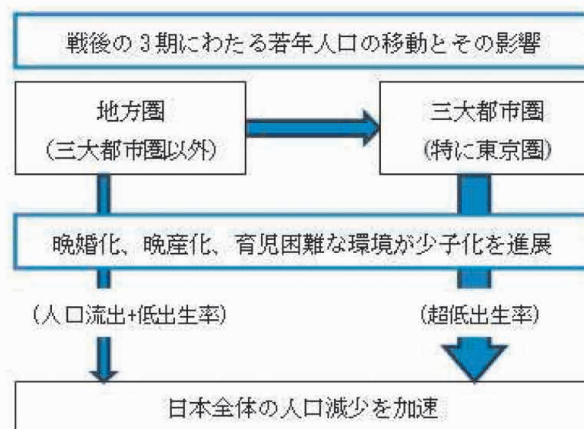 戦後の３期にわたる若年人口の移動とその影響
地方圏
(三大都市圏以外)
三大都市圏
(特に東京圏)
晩婚化、晩産化、育児困難な環境が少子化を進展
(人口流出+低出生率)
(超低出生率)
日本全体の人口減少を加速